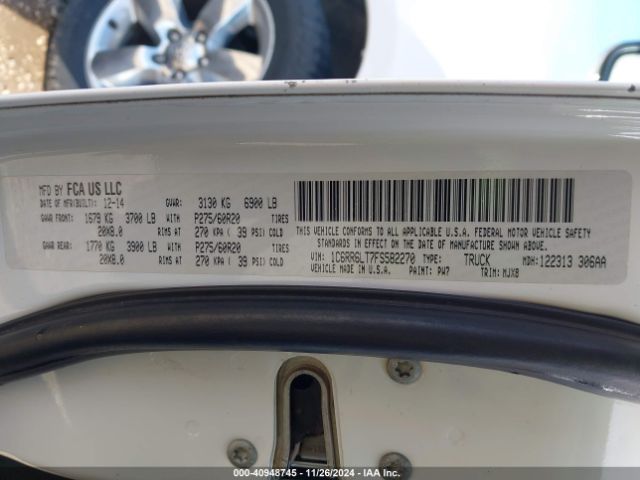 MFD BY FCA US LLC
DATE OF MFR(BUILT): 12-14 GVWR: 3130 KG 6900 LB
GAWR FRONT: 1679 KG 3700 LB WITH P275/60R20 TIRES
20X8.0 RIMS AT 270 KPA ( 39 PSI) COLD
GAWR REAR: 1770 KG 3900 LB WITH P275/60R20 TIRES
20X8.0 RIMS AT 270 KPA ( 39 PSI) COLD
THIS VEHICLE CONFORMS TO ALL APPLICABLE U.S.A. FEDERAL MOTOR VEHICLE SAFETY
STANDARDS IN EFFECT ON THE DATE OF MANUFACTURE SHOWN ABOVE.
VIN: 1C6RR6LT7FS582270 TYPE: TRUCK MDH: 122313 306AA
VEHICLE MADE IN U.S.A. PAINT: PW7 TRIM: MJX8
000-40948745 - 11/26/2024 - IAA Inc.